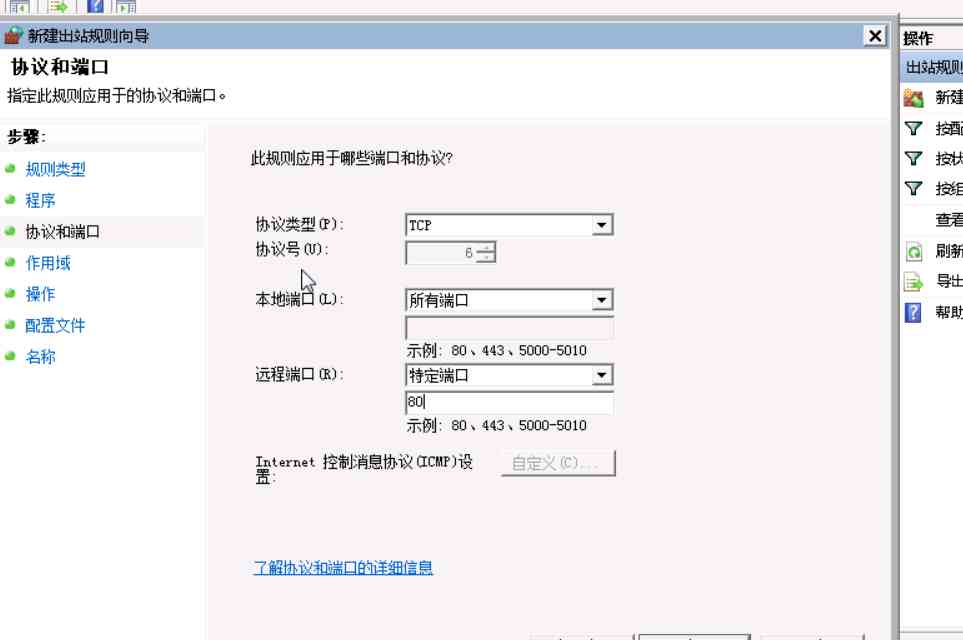 新建出站规则向导
协议和端口
指定此规则应用于的协议和端口。
步骤:
规则类型
程序
协议和端口
作用域
操作
配置文件
名称
此规则应用于哪些端口和协议?
协议类型(P): TCP
协议号(U): 6
本地端口(L): 所有端口
示例: 80、443、5000-5010
远程端口(R): 特定端口
80
示例: 80、443、5000-5010
Internet 控制消息协议(ICMP)设
置:
自定义(C)...
了解协议和端口的详细信息
操作
出站规则
新建
按配
按状
按组
查看
刷新
导出
帮助